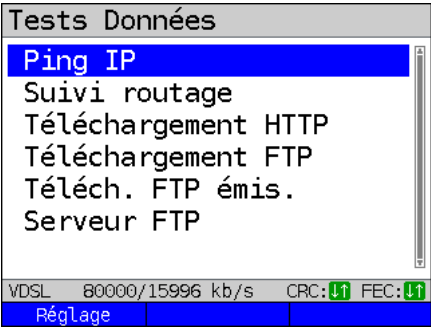 Tests Données
Ping IP
Suivi routage
Téléchargement HTTP
Téléchargement FTP
Téléch. FTP émis.
Serveur FTP
VDSL 80000/15996 kb/s CRC:↓↑ FEC:↓↑
Réglage